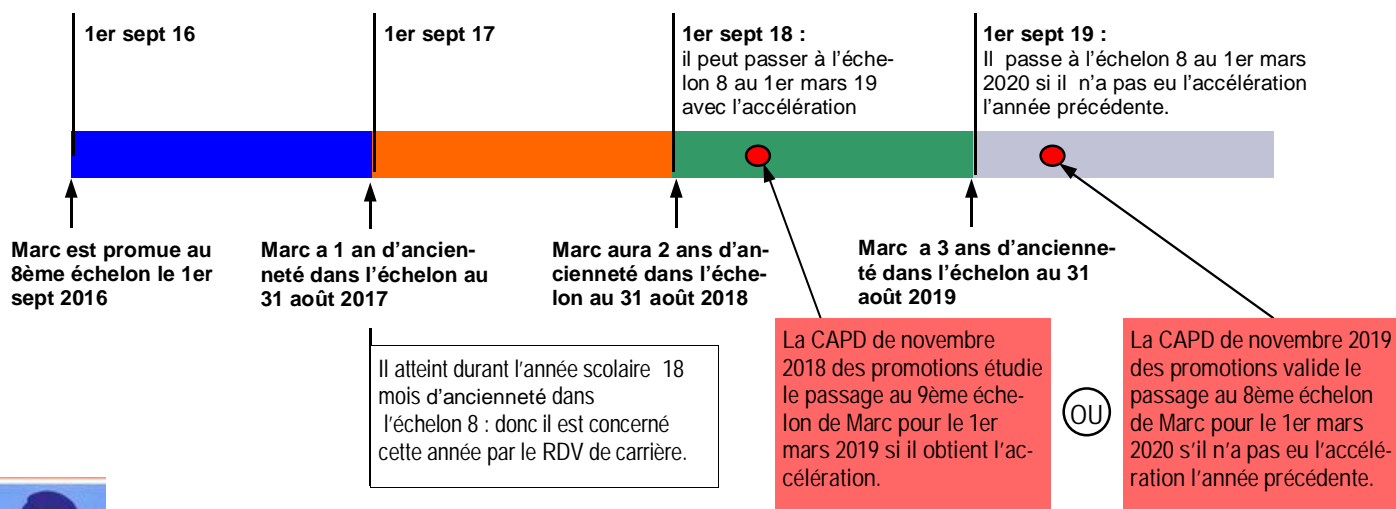 1er sept 16
1er sept 17
1er sept 18 :
il peut passer à l'éche-
lon 8 au 1er mars 19
avec l'accélération
1er sept 19 :
Il passe à l'échelon 8 au 1er mars
2020 si il n'a pas eu l'accélération
l'année précédente.
Marc est promue au
8ème échelon le 1er
sept 2016
Marc a 1 an d'ancien-
neté dans l'échelon au
31 août 2017
Marc aura 2 ans d'an-
cienneté dans l'éche-
lon au 31 août 2018
Marc a 3 ans d'ancienne-
té dans l'échelon au 31
août 2019
Il atteint durant l'année scolaire 18
mois d'ancienneté dans
l'échelon 8 : donc il est concerné
cette année par le RDV de carrière.
La CAPD de novembre
2018 des promotions étudie
le passage au 9ème éche-
lon de Marc pour le 1er
mars 2019 si il obtient l'ac-
célération.
OU
La CAPD de novembre 2019
des promotions valide le
passage au 8ème échelon
de Marc pour le 1er mars
2020 s'il n'a pas eu l'accélé-
ration l'année précédente.